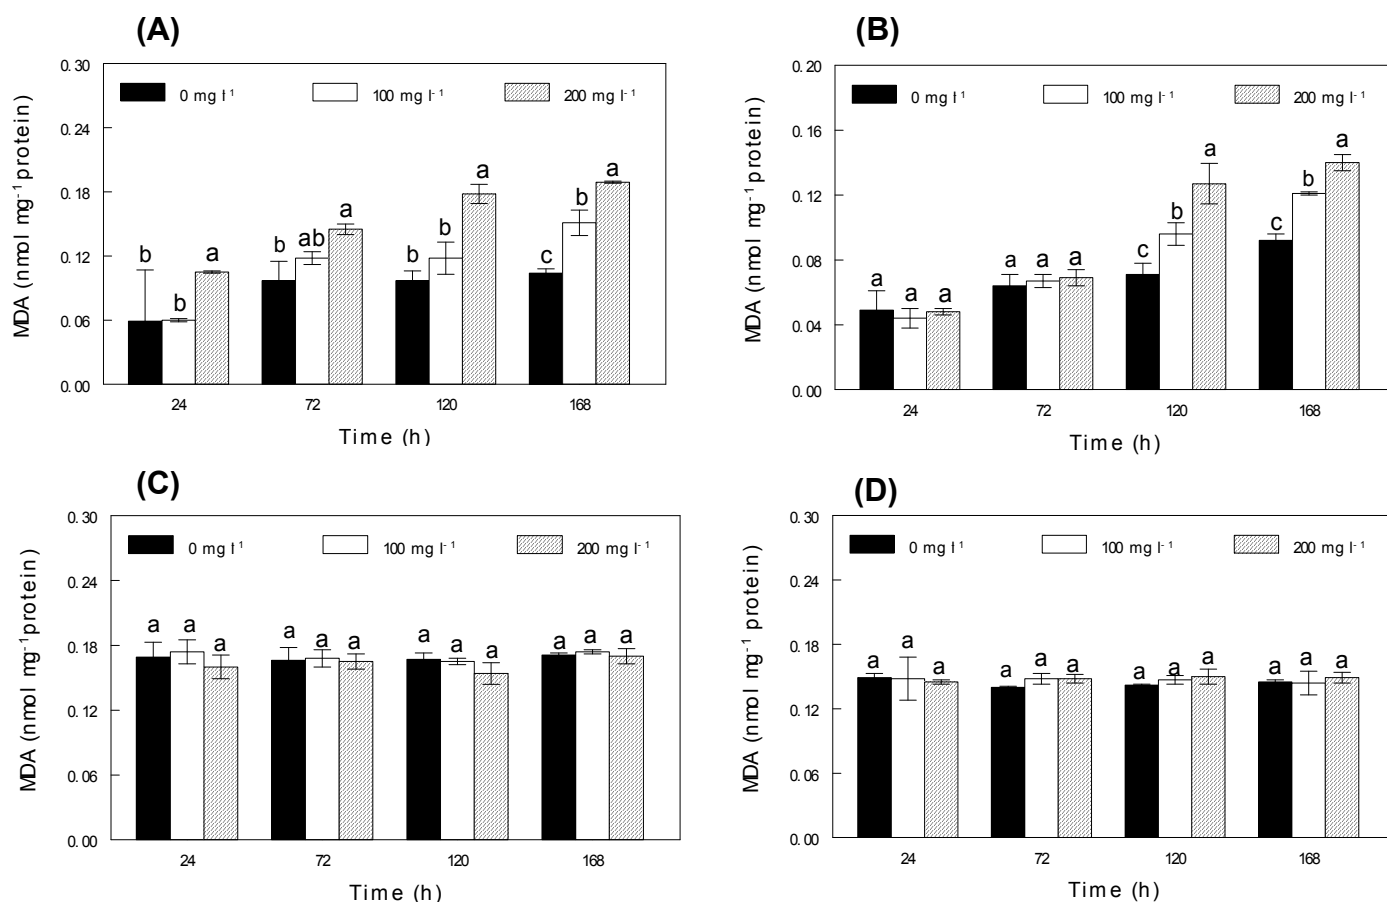 (A)
MDA (nmol mg⁻¹ protein)
0.30
0.24
0.18
0.12
0.06
0.00
0 mg l⁻¹ 100 mg l⁻¹ 200 mg l⁻¹
b b a
b ab a
b b a
c b a
24 72 120 168
Time (h)
(B)
MDA (nmol mg⁻¹ protein)
0.20
0.16
0.12
0.08
0.04
0.00
0 mg l⁻¹ 100 mg l⁻¹ 200 mg l⁻¹
a a a
a a a
c b a
c b a
24 72 120 168
Time (h)
(C)
MDA (nmol mg⁻¹ protein)
0.30
0.24
0.18
0.12
0.06
0.00
0 mg l⁻¹ 100 mg l⁻¹ 200 mg l⁻¹
a a a
a a a
a a a
a a a
24 72 120 168
Time (h)
(D)
MDA (nmol mg⁻¹ protein)
0.30
0.24
0.18
0.12
0.06
0.00
0 mg l⁻¹ 100 mg l⁻¹ 200 mg l⁻¹
a a a
a a a
a a a
a a a
24 72 120 168
Time (h)